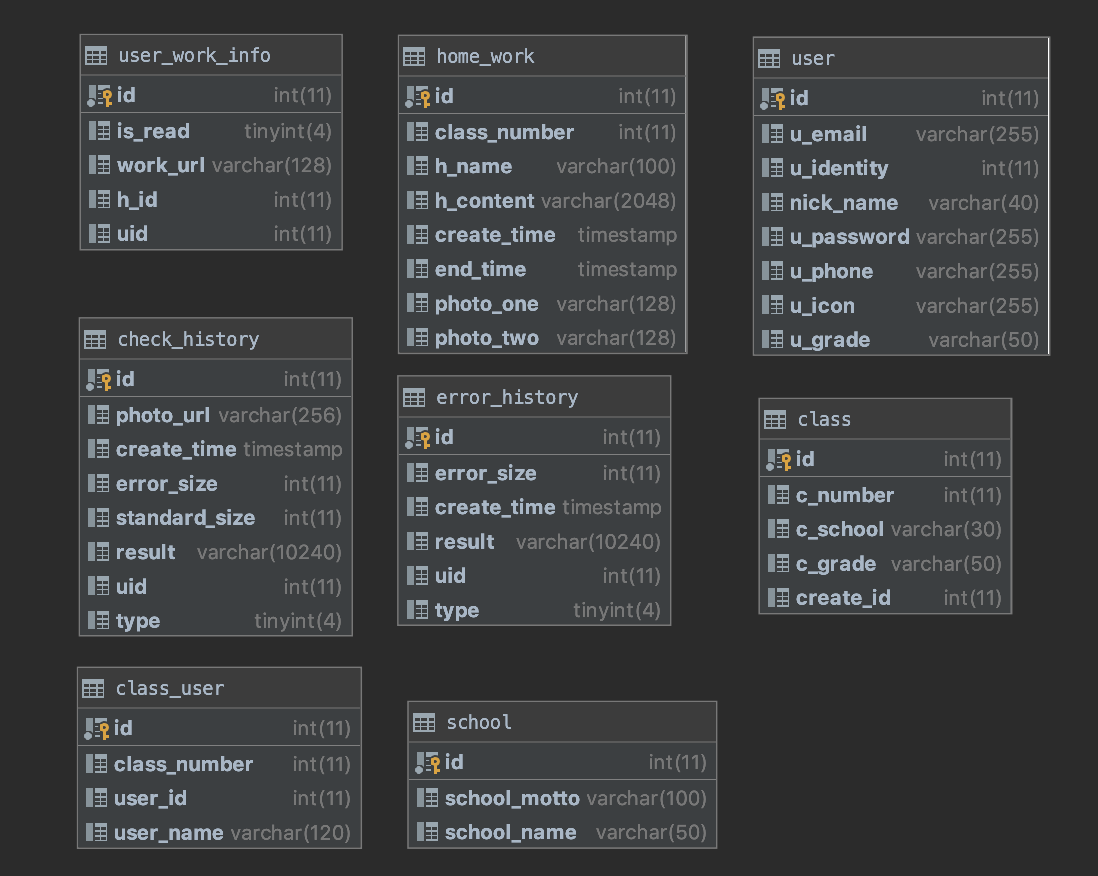 user_work_info
id int(11)
is_read tinyint(4)
work_url varchar(128)
h_id int(11)
uid int(11)
home_work
id int(11)
class_number int(11)
h_name varchar(100)
h_content varchar(2048)
create_time timestamp
end_time timestamp
photo_one varchar(128)
photo_two varchar(128)
user
id int(11)
u_email varchar(255)
u_identity int(11)
nick_name varchar(40)
u_password varchar(255)
u_phone varchar(255)
u_icon varchar(255)
u_grade varchar(50)
check_history
id int(11)
photo_url varchar(256)
create_time timestamp
error_size int(11)
standard_size int(11)
result varchar(10240)
uid int(11)
type tinyint(4)
error_history
id int(11)
error_size int(11)
create_time timestamp
result varchar(10240)
uid int(11)
type tinyint(4)
class
id int(11)
c_number int(11)
c_school varchar(30)
c_grade varchar(50)
create_id int(11)
class_user
id int(11)
class_number int(11)
user_id int(11)
user_name varchar(120)
school
id int(11)
school_motto varchar(100)
school_name varchar(50)